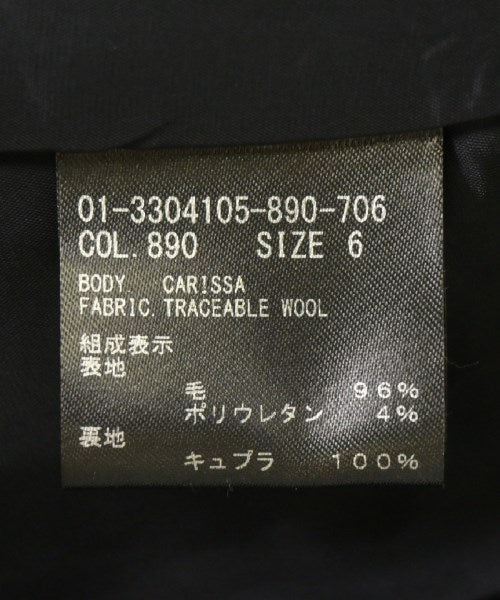 01-3304105-890-706
COL. 890 SIZE 6
BODY. CARISSA
FABRIC. TRACEABLE WOOL
組成表示
表地
毛 96%
ポリウレタン 4%
裏地
キュプラ 100%